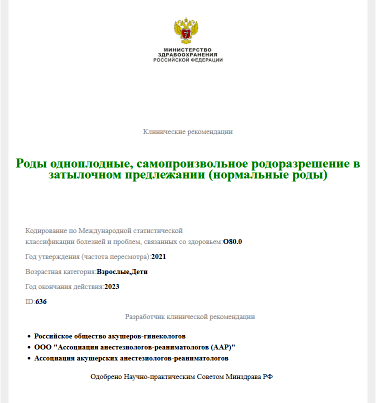 МИНИСТЕРСТВО
ЗДРАВООХРАНЕНИЯ
РОССИЙСКОЙ ФЕДЕРАЦИИ
Клинические рекомендации
Роды одноплодные, самопроизвольное родоразрешение в
затылочном предлежании (нормальные роды)
Кодирование по Международной статистической
классификации болезней и проблем, связанных со здоровьем:O80.0
Год утверждения (частота пересмотра):2021
Возрастная категория:Взрослые,Дети
Год окончания действия:2023
ID:636
Разработчик клинической рекомендации
• Российское общество акушеров-гинекологов
• ООО "Ассоциация анестезиологов-реаниматологов (ААР)"
• Ассоциация акушерских анестезиологов-реаниматологов
Одобрено Научно-практическим Советом Минздрава РФ